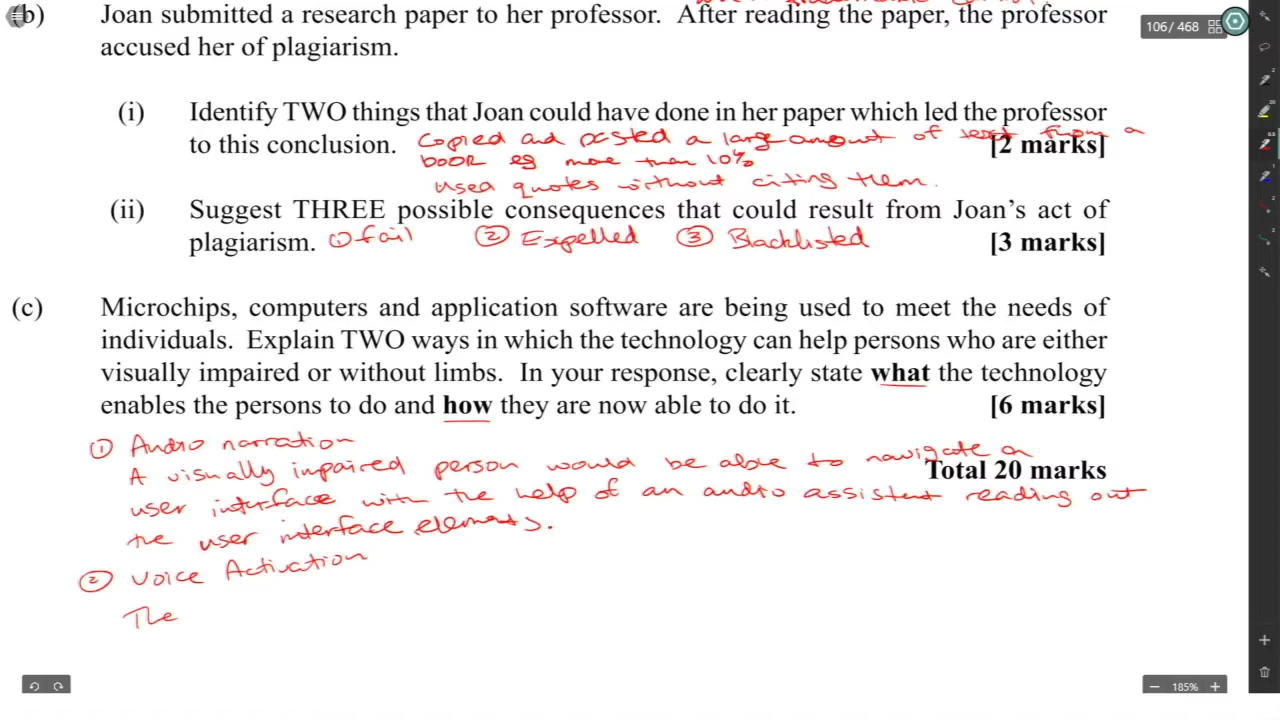 106 / 468
(b) Joan submitted a research paper to her professor. After reading the paper, the professor
accused her of plagiarism.
(i) Identify TWO things that Joan could have done in her paper which led the professor
to this conclusion. [2 marks]
Copied and pasted a large amount of text from a
book eg more than 10%
used quotes without citing them.
(ii) Suggest THREE possible consequences that could result from Joan's act of
plagiarism. ① fail ② Expelled ③ Blacklisted [3 marks]
(c) Microchips, computers and application software are being used to meet the needs of
individuals. Explain TWO ways in which the technology can help persons who are either
visually impaired or without limbs. In your response, clearly state what the technology
enables the persons to do and how they are now able to do it. [6 marks]
① Audio narration
A visually impaired person would be able to navigate a
Total 20 marks
user interface with the help of an audio assistent reading out
the user interface elements.
② Voice Activation
The
185%